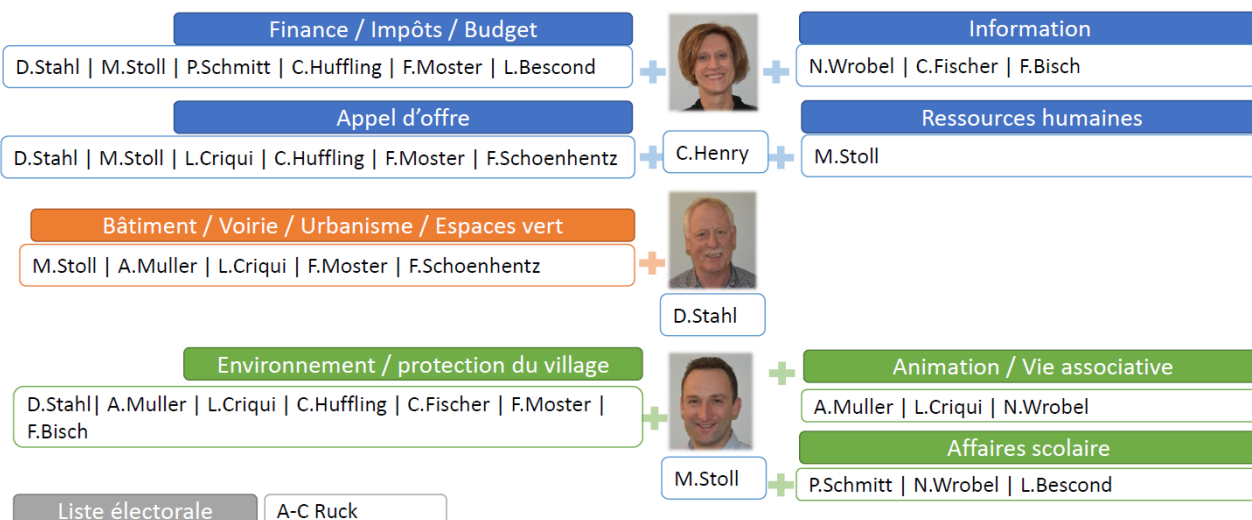 Finance / Impôts / Budget
D.Stahl | M.Stoll | P.Schmitt | C.Huffling | F.Moster | L.Bescond
Information
N.Wrobel | C.Fischer | F.Bisch
Appel d’offre
D.Stahl | M.Stoll | L.Criqui | C.Huffling | F.Moster | F.Schoenhentz
C.Henry
Ressources humaines
M.Stoll
Bâtiment / Voirie / Urbanisme / Espaces vert
M.Stoll | A.Muller | L.Criqui | F.Moster | F.Schoenhentz
D.Stahl
Environnement / protection du village
D.Stahl| A.Muller | L.Criqui | C.Huffling | C.Fischer | F.Moster |
F.Bisch
M.Stoll
Animation / Vie associative
A.Muller | L.Criqui | N.Wrobel
Affaires scolaire
P.Schmitt | N.Wrobel | L.Bescond
Liste électorale
A-C Ruck